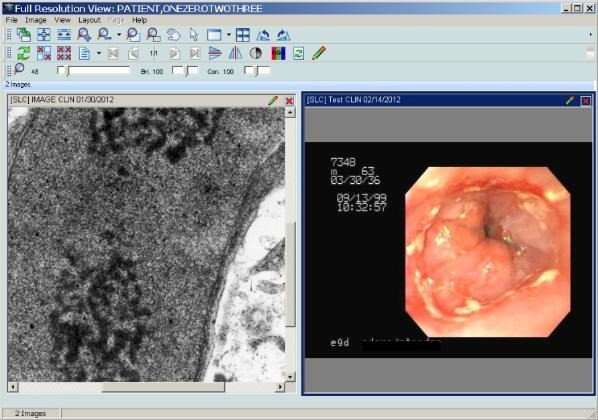 Full Resolution View: PATIENT,ONEZEROTWOTHREE
File Image View Layout Page Help
1/1
48 Bri. 100 Con. 100
2 Images
[SLC] IMAGE CLIN 01/30/2012
[SLC] Test CLIN 02/14/2012
7348
m 63
03/30/36
09/13/99
10:32:57
e9d
2 Images